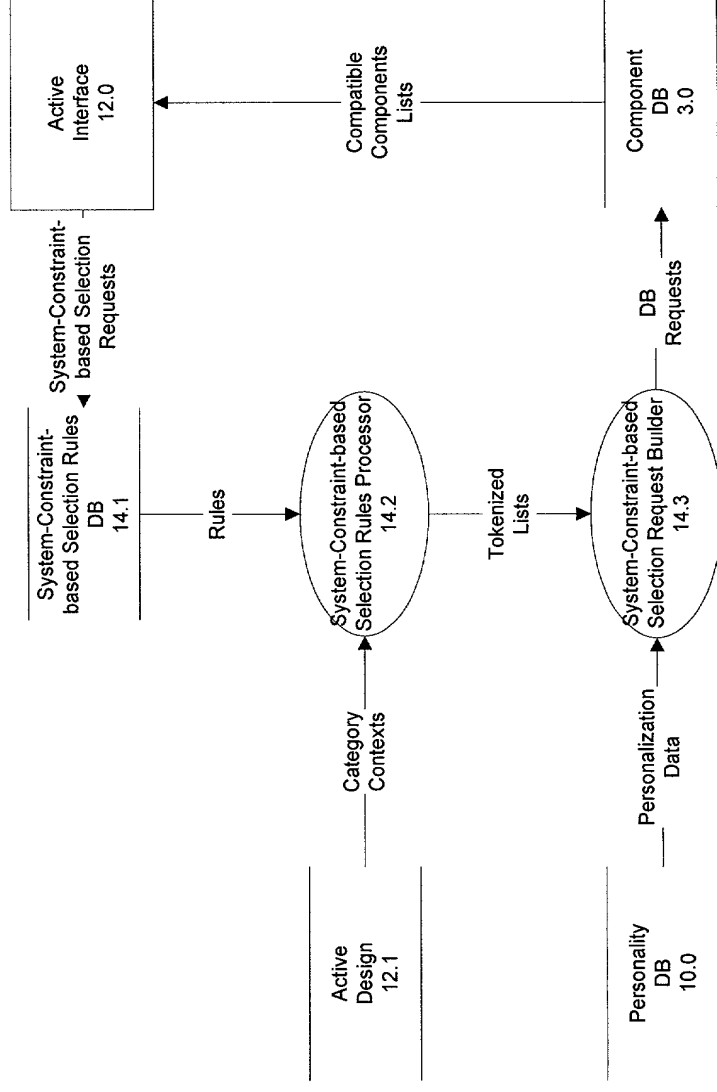 Active
Interface
12.0
System-Constraint-
based Selection
Requests
System-Constraint-
based Selection Rules
DB
14.1
Compatible
Components
Lists
Rules
Active
Design
12.1
Category
Contexts
System-Constraint-based
Selection Rules Processor
14.2
Tokenized
Lists
Personality
DB
10.0
Personalization
Data
System-Constraint-based
Selection Request Builder
14.3
DB
Requests
Component
DB
3.0